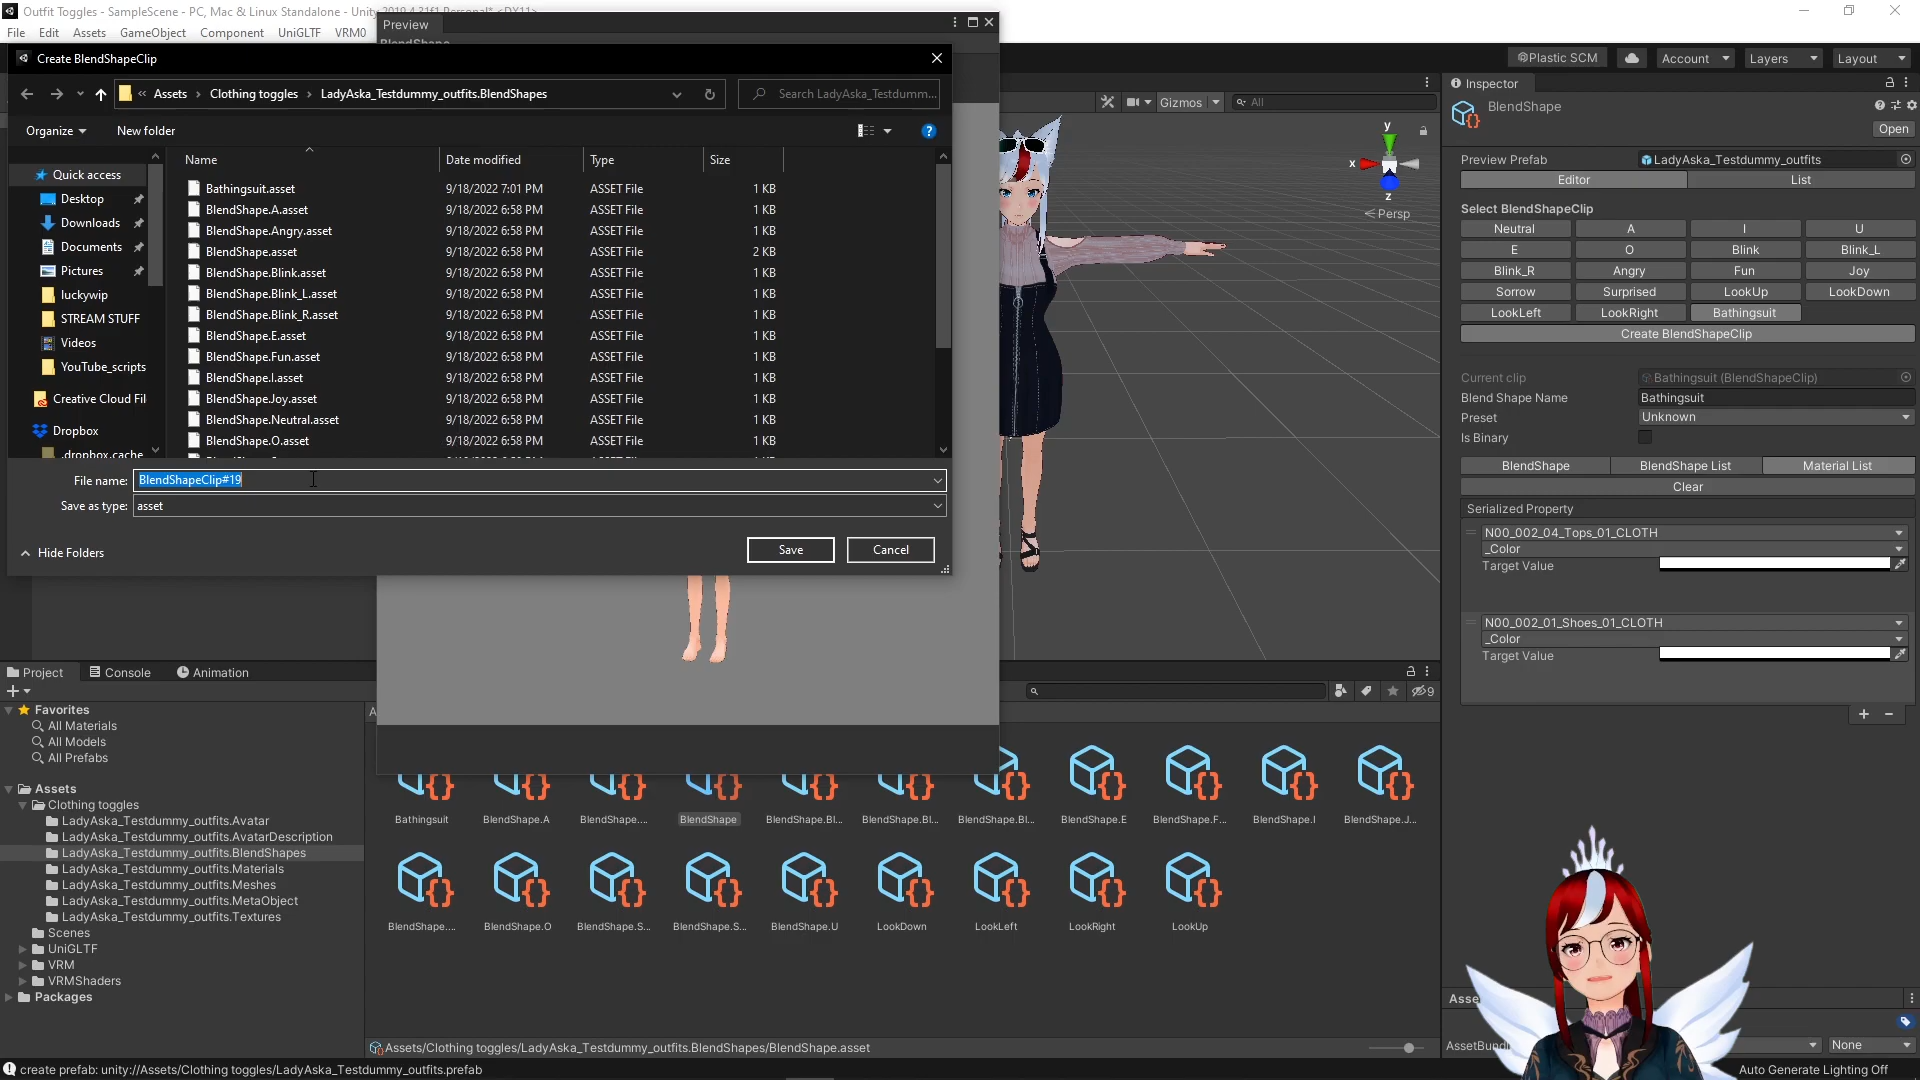 Outfit Toggles - SampleScene - PC, Mac & Linux Standalone - Unity 2019.4.31f1 Personal* <DX11>
File Edit Assets GameObject Component UniGLTF VRM0
Preview
BlendShape
Create BlendShapeClip
« Assets › Clothing toggles › LadyAska_Testdummy_outfits.BlendShapes
Search LadyAska_Testdumm...
Organize New folder
Name Date modified Type Size
Quick access
Desktop
Downloads
Documents
Pictures
luckywip
STREAM STUFF
Videos
YouTube_scripts
Creative Cloud Fil
Dropbox
.dropbox.cache
Bathingsuit.asset 9/18/2022 7:01 PM ASSET File 1 KB
BlendShape.A.asset 9/18/2022 6:58 PM ASSET File 1 KB
BlendShape.Angry.asset 9/18/2022 6:58 PM ASSET File 1 KB
BlendShape.asset 9/18/2022 6:58 PM ASSET File 2 KB
BlendShape.Blink.asset 9/18/2022 6:58 PM ASSET File 1 KB
BlendShape.Blink_L.asset 9/18/2022 6:58 PM ASSET File 1 KB
BlendShape.Blink_R.asset 9/18/2022 6:58 PM ASSET File 1 KB
BlendShape.E.asset 9/18/2022 6:58 PM ASSET File 1 KB
BlendShape.Fun.asset 9/18/2022 6:58 PM ASSET File 1 KB
BlendShape.I.asset 9/18/2022 6:58 PM ASSET File 1 KB
BlendShape.Joy.asset 9/18/2022 6:58 PM ASSET File 1 KB
BlendShape.Neutral.asset 9/18/2022 6:58 PM ASSET File 1 KB
BlendShape.O.asset 9/18/2022 6:58 PM ASSET File 1 KB
File name: BlendShapeClip#19
Save as type: asset
Hide Folders
Save Cancel
Plastic SCM Account Layers Layout
Gizmos All
y
x
z
Persp
Inspector
BlendShape
Open
Preview Prefab LadyAska_Testdummy_outfits
Editor List
Select BlendShapeClip
Neutral A I U
E O Blink Blink_L
Blink_R Angry Fun Joy
Sorrow Surprised LookUp LookDown
LookLeft LookRight Bathingsuit
Create BlendShapeClip
Current clip Bathingsuit (BlendShapeClip)
Blend Shape Name Bathingsuit
Preset Unknown
Is Binary
BlendShape BlendShape List Material List
Clear
Serialized Property
N00_002_04_Tops_01_CLOTH
_Color
Target Value
N00_002_01_Shoes_01_CLOTH
_Color
Target Value
Project Console Animation
9
Favorites
All Materials
All Models
All Prefabs
Assets
Clothing toggles
LadyAska_Testdummy_outfits.Avatar
LadyAska_Testdummy_outfits.AvatarDescription
LadyAska_Testdummy_outfits.BlendShapes
LadyAska_Testdummy_outfits.Materials
LadyAska_Testdummy_outfits.Meshes
LadyAska_Testdummy_outfits.MetaObject
LadyAska_Testdummy_outfits.Textures
Scenes
UniGLTF
VRM
VRMShaders
Packages
Bathingsuit BlendShape.A BlendShape.... BlendShape BlendShape.Bl... BlendShape.Bl... BlendShape.Bl... BlendShape.E BlendShape.F... BlendShape.I BlendShape.J...
BlendShape.... BlendShape.O BlendShape.S... BlendShape.S... BlendShape.U LookDown LookLeft LookRight LookUp
Assets/Clothing toggles/LadyAska_Testdummy_outfits.BlendShapes/BlendShape.asset
Asse
AssetBundl None
create prefab: unity://Assets/Clothing toggles/LadyAska_Testdummy_outfits.prefab
Auto Generate Lighting Off